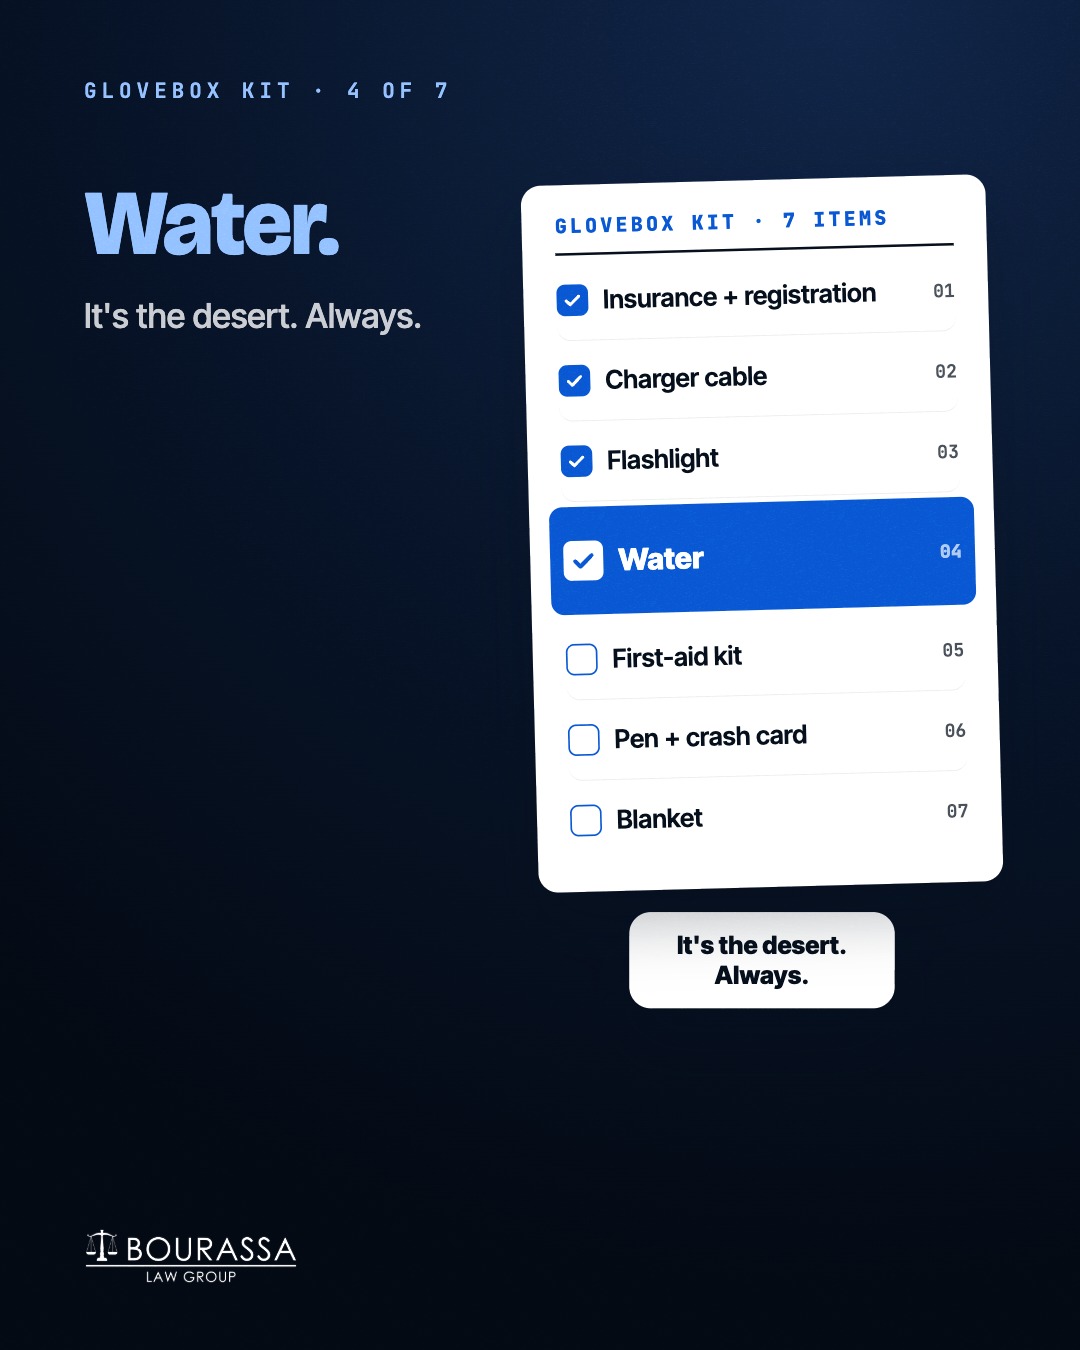 GLOVEBOX KIT · 4 OF 7
Water.
It's the desert. Always.
GLOVEBOX KIT · 7 ITEMS
Insurance + registration 01
Charger cable 02
Flashlight 03
Water 04
First-aid kit 05
Pen + crash card 06
Blanket 07
It's the desert.
Always.
BOURASSA
LAW GROUP